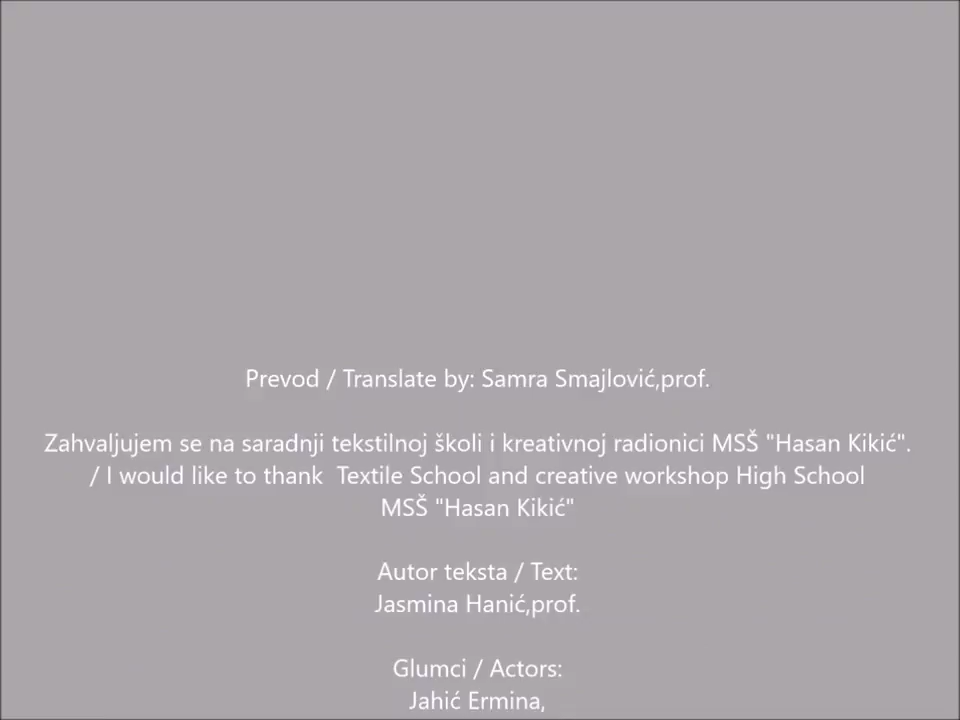 Prevod / Translate by: Samra Smajlović,prof.
Zahvaljujem se na saradnji tekstilnoj školi i kreativnoj radionici MSŠ "Hasan Kikić".
/ I would like to thank  Textile School and creative workshop High School
MSŠ "Hasan Kikić"
Autor teksta / Text:
Jasmina Hanić,prof.
Glumci / Actors:
Jahić Ermina,